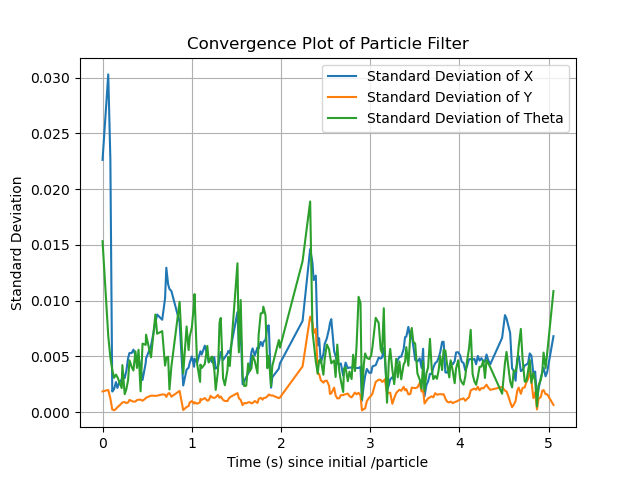 Convergence Plot of Particle Filter
Standard Deviation of X
Standard Deviation of Y
Standard Deviation of Theta
Standard Deviation
0.030
0.025
0.020
0.015
0.010
0.005
0.000
0 1 2 3 4 5
Time (s) since initial /particle